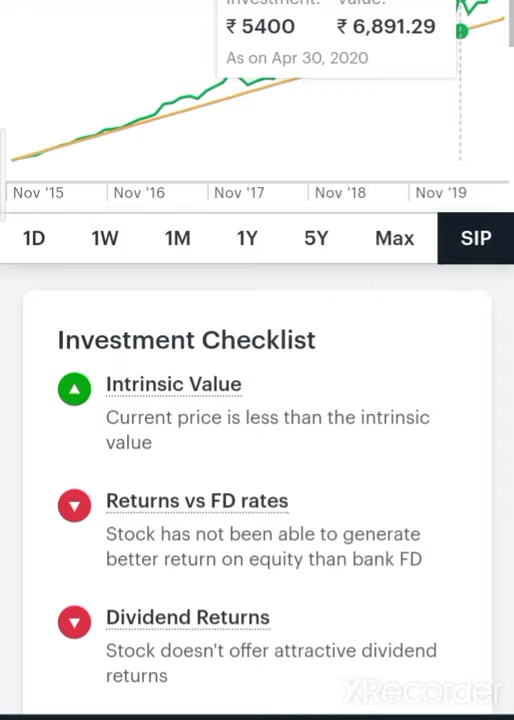 Investment: Value:
₹ 5400 ₹ 6,891.29
As on Apr 30, 2020
Nov '15 Nov '16 Nov '17 Nov '18 Nov '19
1D 1W 1M 1Y 5Y Max SIP
Investment Checklist
Intrinsic Value
Current price is less than the intrinsic
value
Returns vs FD rates
Stock has not been able to generate
better return on equity than bank FD
Dividend Returns
Stock doesn't offer attractive dividend
returns
XRecorder